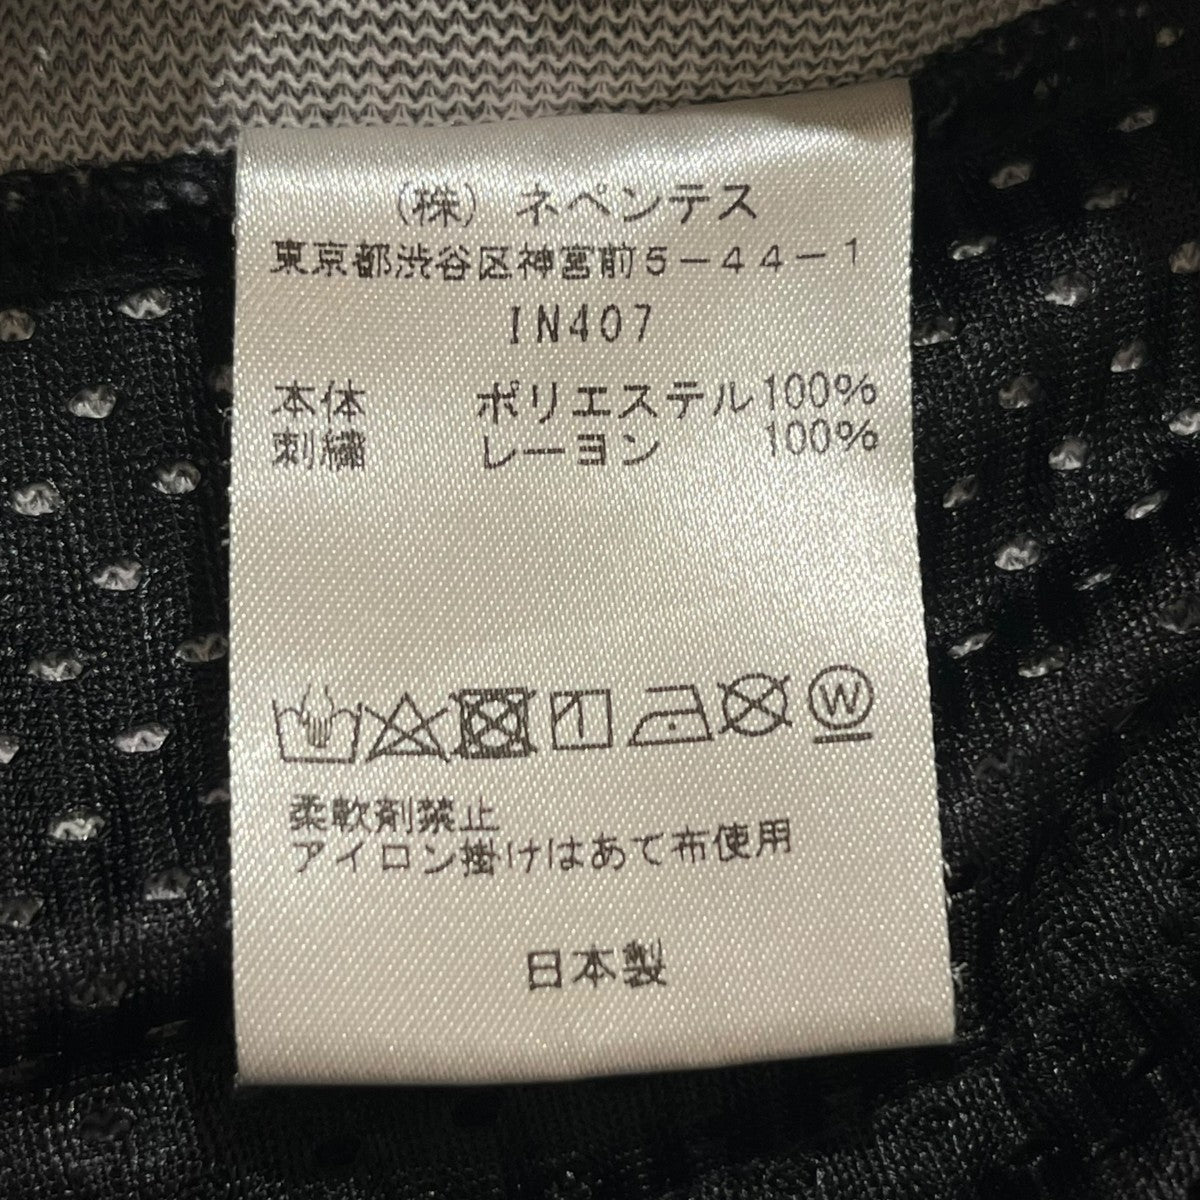 (株) ネペンテス
東京都渋谷区神宮前5-44-1
IN407
本体 ポリエステル100%
刺繍 レーヨン 100%
W
柔軟剤禁止
アイロン掛けはあて布使用
日本製